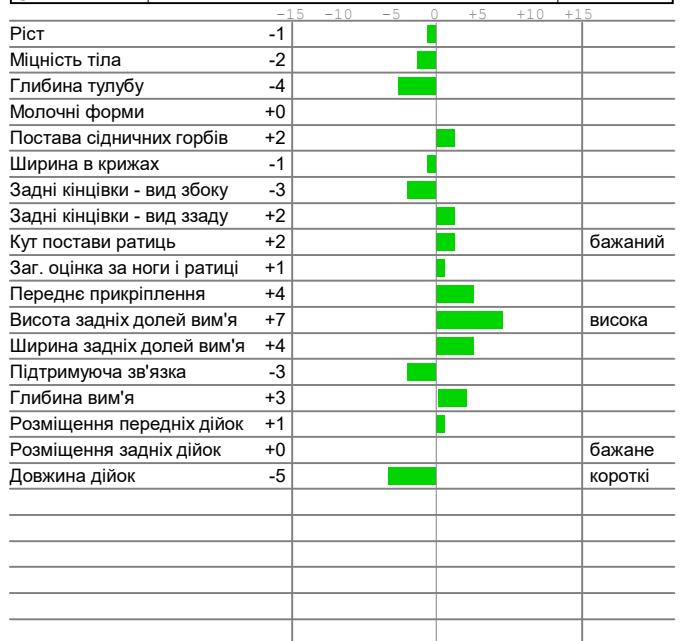 -15 -10 -5 0 +5 +10 +15
Ріст -1
Міцність тіла -2
Глибина тулубу -4
Молочні форми +0
Постава сідничних горбів +2
Ширина в крижах -1
Задні кінцівки - вид збоку -3
Задні кінцівки - вид ззаду +2
Кут постави ратиць +2 бажаний
Заг. оцінка за ноги і ратиці +1
Переднє прикріплення +4
Висота задніх долей вим'я +7 висока
Ширина задніх долей вим'я +4
Підтримуюча зв'язка -3
Глибина вим'я +3
Розміщення передніх дійок +1
Розміщення задніх дійок +0 бажане
Довжина дійок -5 короткі